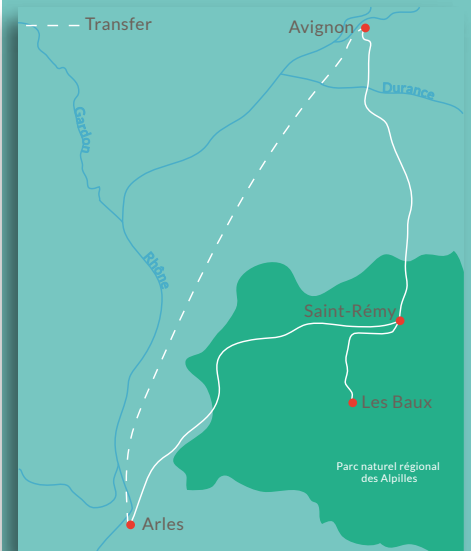 Transfer
Avignon
Durance
Gardon
Rhône
Saint-Rémy
Les Baux
Parc naturel régional
des Alpilles
Arles